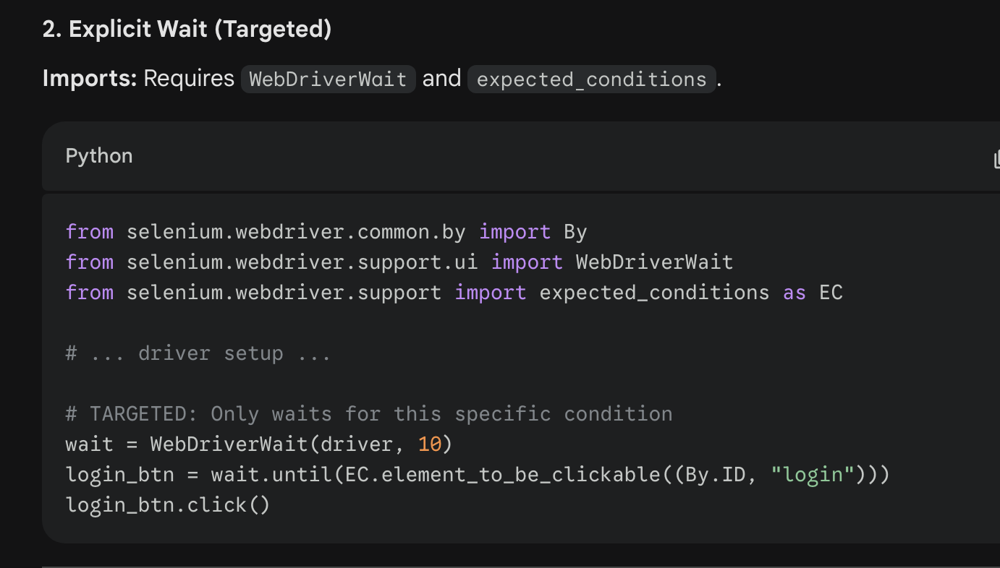 2. Explicit Wait (Targeted)
Imports: Requires WebDriverWait and expected_conditions.
Python
from selenium.webdriver.common.by import By
from selenium.webdriver.support.ui import WebDriverWait
from selenium.webdriver.support import expected_conditions as EC
# ... driver setup ...
# TARGETED: Only waits for this specific condition
wait = WebDriverWait(driver, 10)
login_btn = wait.until(EC.element_to_be_clickable((By.ID, "login")))
login_btn.click()